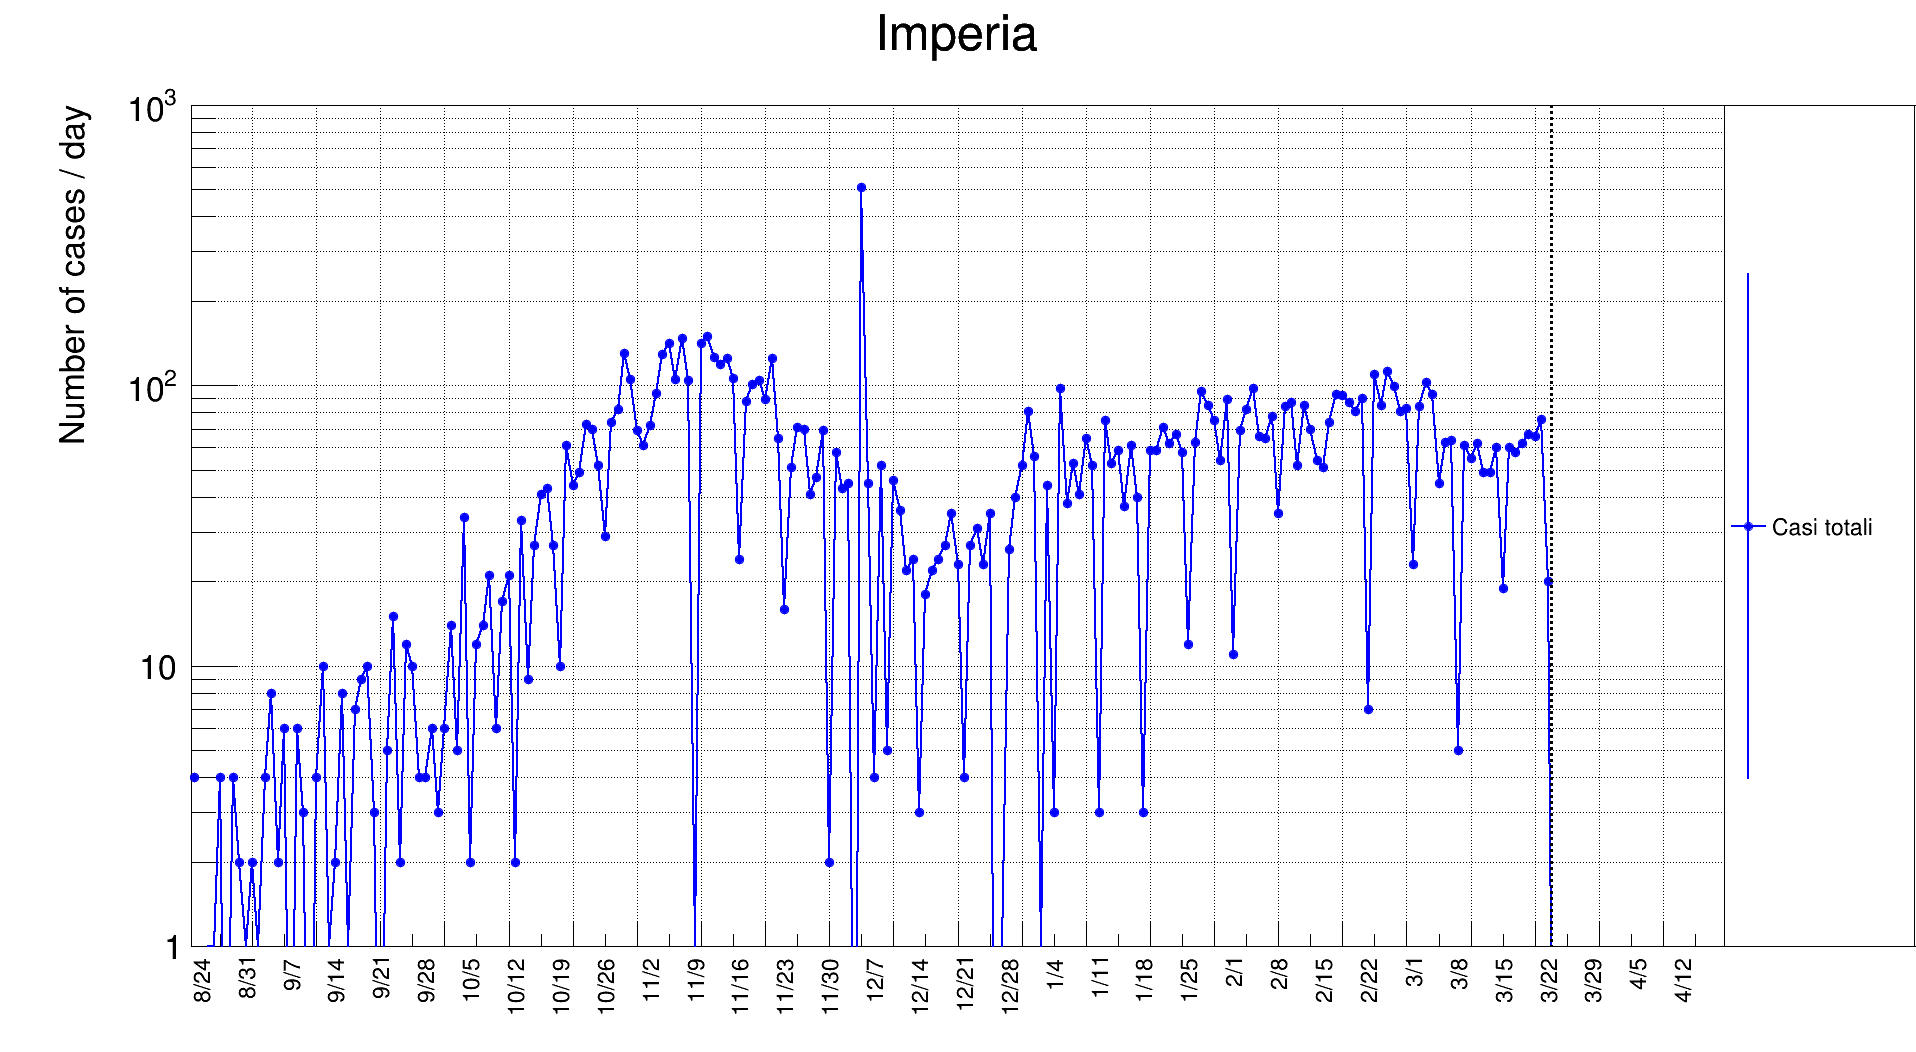 Imperia
Number of cases / day
10³
10²
10
1
8/24 8/31 9/7 9/14 9/21 9/28 10/5 10/12 10/19 10/26 11/2 11/9 11/16 11/23 11/30 12/7 12/14 12/21 12/28 1/4 1/11 1/18 1/25 2/1 2/8 2/15 2/22 3/1 3/8 3/15 3/22 3/29 4/5 4/12
Casi totali